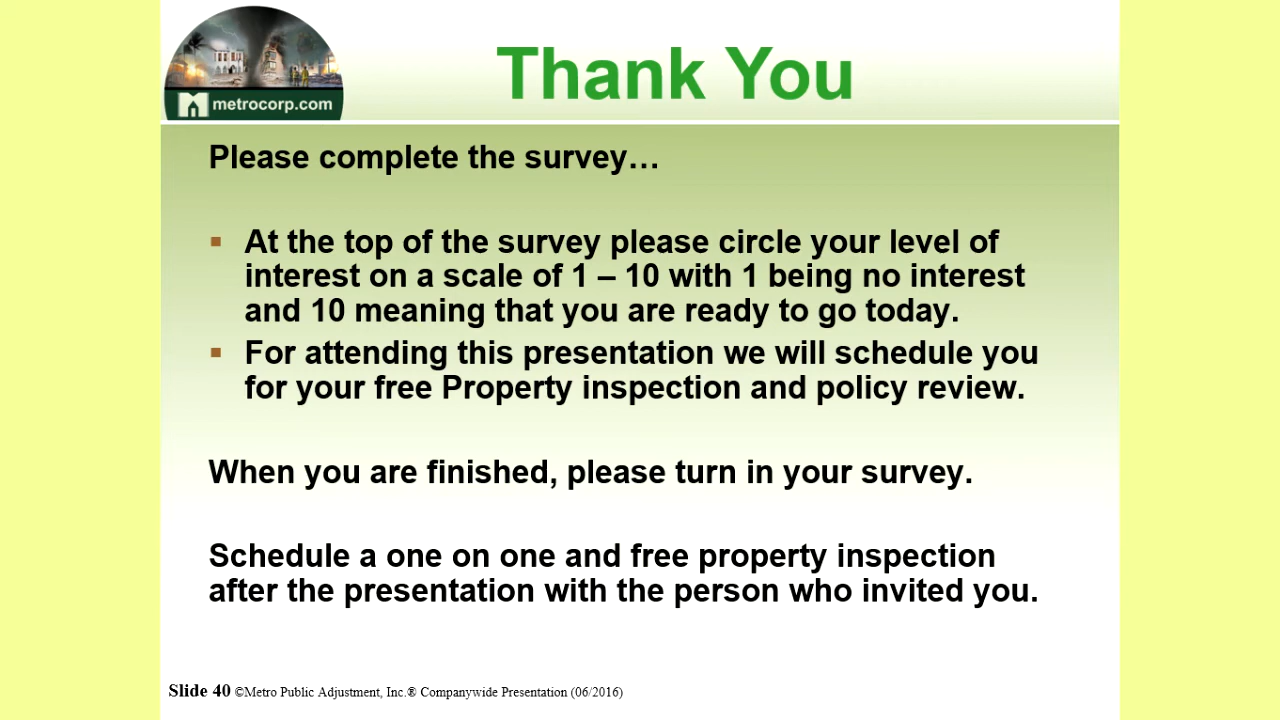 metrocorp.com
Thank You
Please complete the survey…
▪ At the top of the survey please circle your level of
interest on a scale of 1 – 10 with 1 being no interest
and 10 meaning that you are ready to go today.
▪ For attending this presentation we will schedule you
for your free Property inspection and policy review.
When you are finished, please turn in your survey.
Schedule a one on one and free property inspection
after the presentation with the person who invited you.
Slide 40 ©Metro Public Adjustment, Inc.® Companywide Presentation (06/2016)